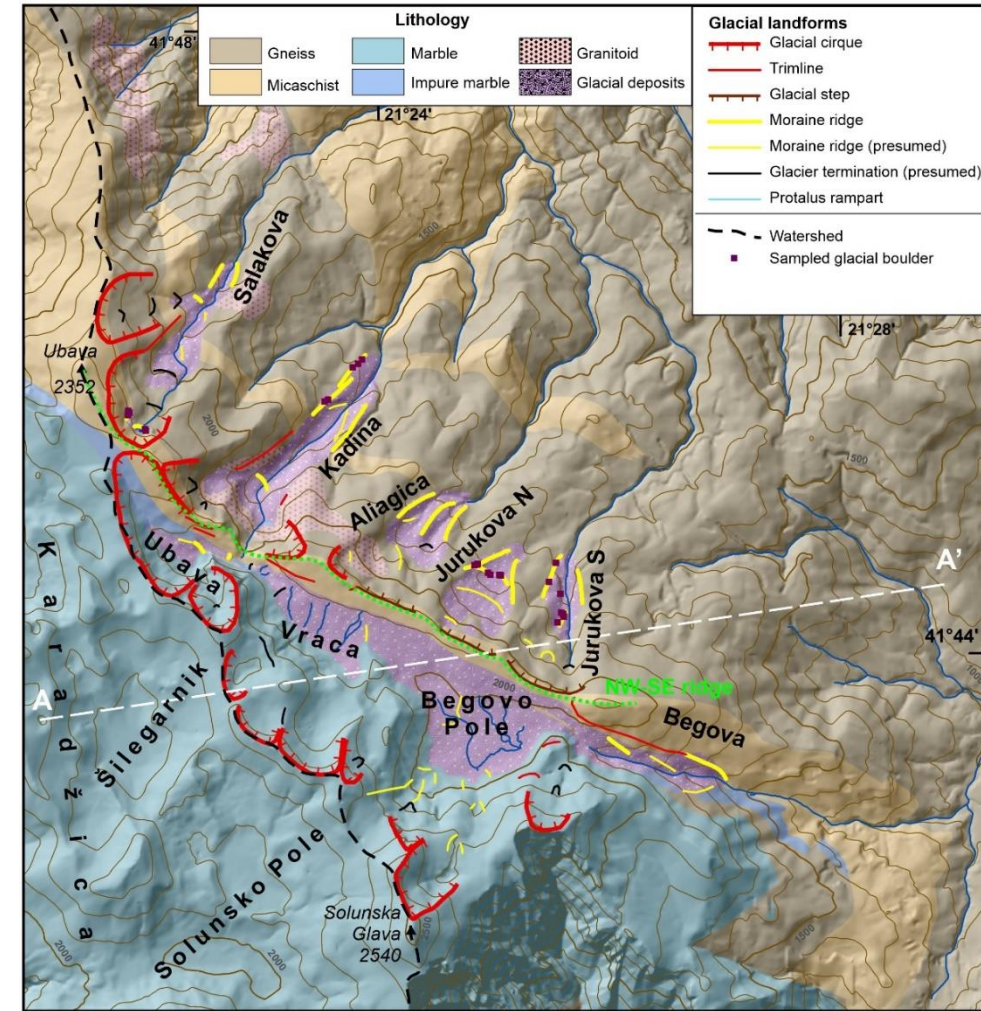 Lithology
Gneiss
Marble
Granitoid
Micaschist
Impure marble
Glacial deposits
Glacial landforms
Glacial cirque
Trimline
Glacial step
Moraine ridge
Moraine ridge (presumed)
Glacier termination (presumed)
Protalus rampart
Watershed
Sampled glacial boulder
41°48'
21°24'
1500
Salakova
21°28'
Ubava
2352
2000
Kadina
1500
Aliagica
Jurukova N
Jurukova S
A'
Karadžica
Ubava
Vraca
41°44'
NW-SE ridge
2000
A
Šilegarnik
Begovo
Pole
Begova
1000
Solunsko Pole
Solunska
Glava
2540
2500
2000
2000
1500